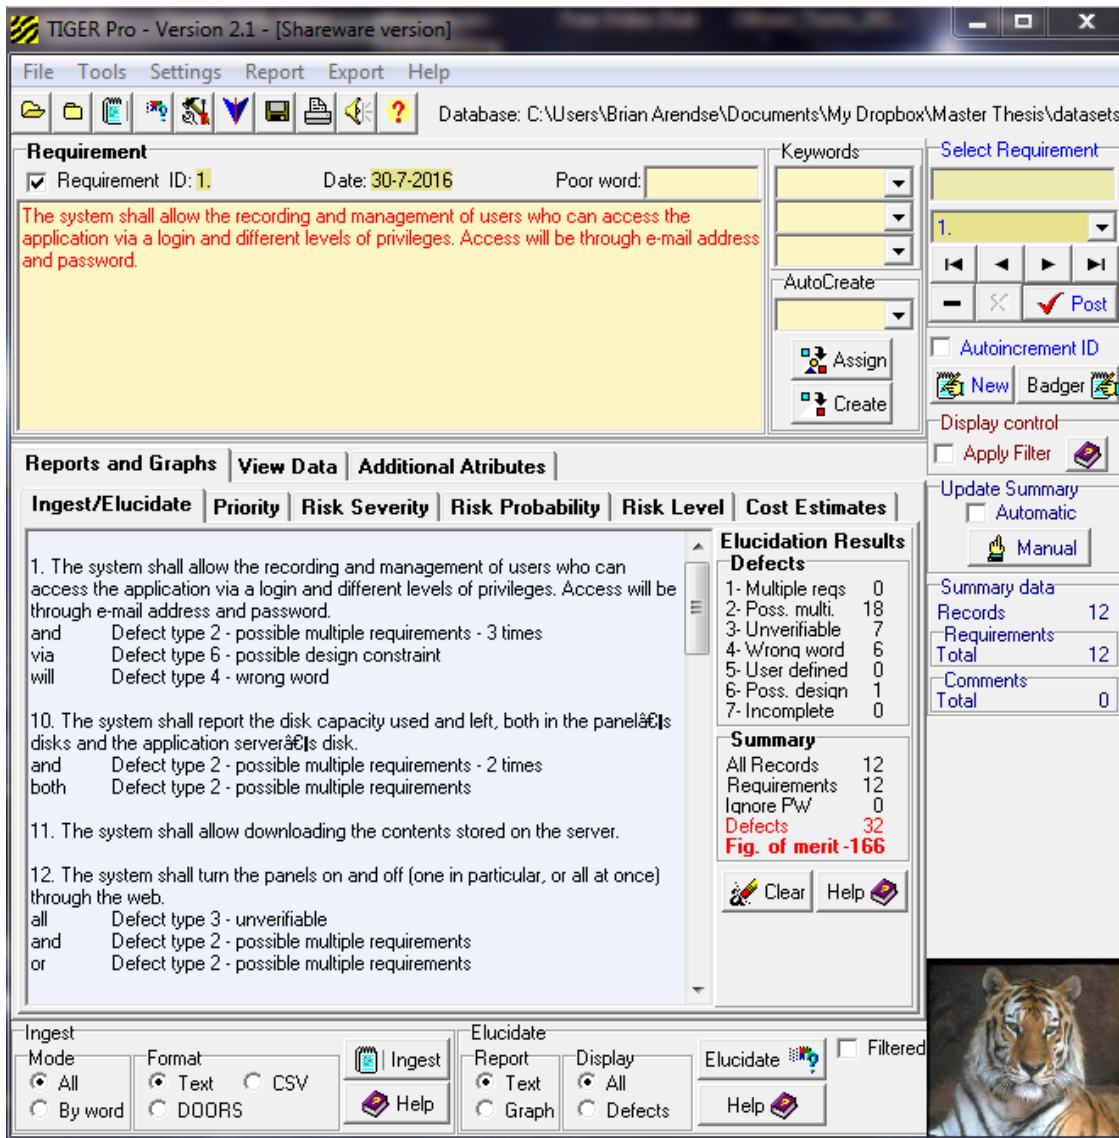 TIGER Pro - Version 2.1 - [Shareware version]
File Tools Settings Report Export Help
Database: C:\Users\Brian Arendse\Documents\My Dropbox\Master Thesis\datasets
Requirement
Requirement ID: 1. Date: 30-7-2016 Poor word:
The system shall allow the recording and management of users who can access the
application via a login and different levels of privileges. Access will be through e-mail address
and password.
Keywords
AutoCreate
Assign
Create
Select Requirement
1.
Post
Autoincrement ID
New Badger
Display control
Apply Filter
Update Summary
Automatic
Manual
Summary data
Records 12
Requirements
Total 12
Comments
Total 0
Reports and Graphs View Data Additional Atributes
Ingest/Elucidate Priority Risk Severity Risk Probability Risk Level Cost Estimates
1. The system shall allow the recording and management of users who can
access the application via a login and different levels of privileges. Access will be
through e-mail address and password.
and Defect type 2 - possible multiple requirements - 3 times
via Defect type 6 - possible design constraint
will Defect type 4 - wrong word
10. The system shall report the disk capacity used and left, both in the panelâ€|s
disks and the application serverâ€|s disk.
and Defect type 2 - possible multiple requirements - 2 times
both Defect type 2 - possible multiple requirements
11. The system shall allow downloading the contents stored on the server.
12. The system shall turn the panels on and off (one in particular, or all at once)
through the web.
all Defect type 3 - unverifiable
and Defect type 2 - possible multiple requirements
or Defect type 2 - possible multiple requirements
Elucidation Results
Defects
1- Multiple reqs 0
2- Poss. multi. 18
3- Unverifiable 7
4- Wrong word 6
5- User defined 0
6- Poss. design 1
7- Incomplete 0
Summary
All Records 12
Requirements 12
Ignore PW 0
Defects 32
Fig. of merit -166
Clear Help
Ingest
Mode
All
By word
Format
Text CSV
DOORS
Ingest
Help
Elucidate
Report
Text
Graph
Display
All
Defects
Elucidate
Help
Filtered